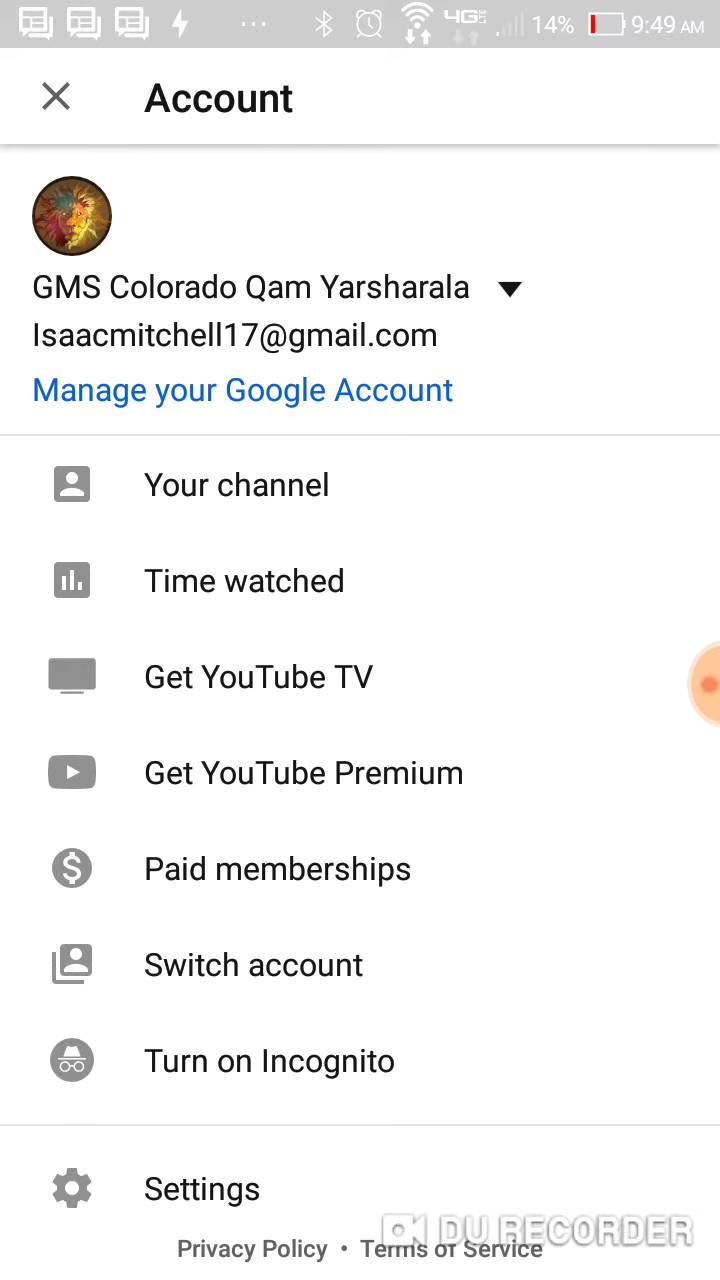 4G LTE 14% 9:49 AM
Account
GMS Colorado Qam Yarsharala
Isaacmitchell17@gmail.com
Manage your Google Account
Your channel
Time watched
Get YouTube TV
Get YouTube Premium
Paid memberships
Switch account
Turn on Incognito
Settings
DU RECORDER
Privacy Policy • Terms of Service